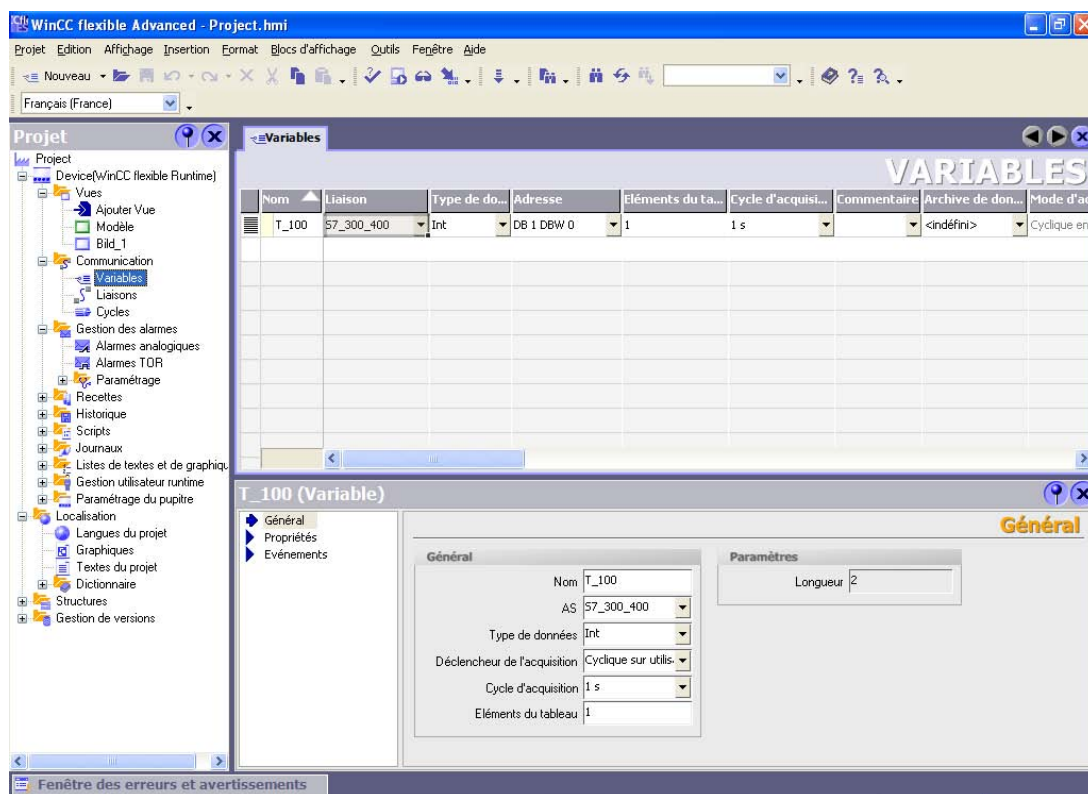 WinCC flexible Advanced - Project.hmi
Projet Edition Affichage Insertion Format Blocs d'affichage Outils Fenêtre Aide
Nouveau
Français (France)
Projet
Project
Device(WinCC flexible Runtime)
Vues
Ajouter Vue
Modèle
Bild_1
Communication
Variables
Liaisons
Cycles
Gestion des alarmes
Alarmes analogiques
Alarmes TOR
Paramétrage
Recettes
Historique
Scripts
Journaux
Listes de textes et de graphiqu
Gestion utilisateur runtime
Paramétrage du pupitre
Localisation
Langues du projet
Graphiques
Textes du projet
Dictionnaire
Structures
Gestion de versions
Variables
VARIABLES
Nom Liaison Type de do... Adresse Eléments du ta... Cycle d'acquisi... Commentaire Archive de don... Mode d'ac
T_100 S7_300_400 Int DB 1 DBW 0 1 1 s <indéfini> Cyclique en
T_100 (Variable)
Général
Propriétés
Evénements
Général
Général
Nom T_100
AS S7_300_400
Type de données Int
Déclencheur de l'acquisition Cyclique sur utilis.
Cycle d'acquisition 1 s
Eléments du tableau 1
Paramètres
Longueur 2
Fenêtre des erreurs et avertissements